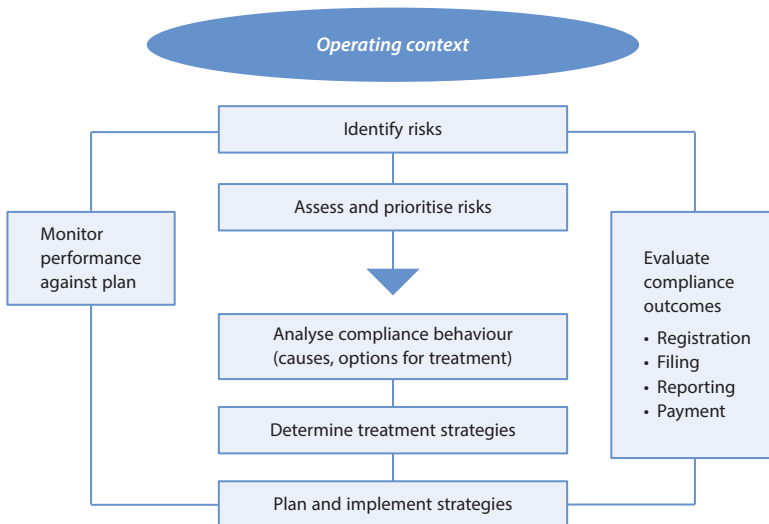 Operating context
Identify risks
Assess and prioritise risks
Monitor
performance
against plan
Evaluate
compliance
outcomes
• Registration
• Filing
• Reporting
• Payment
Analyse compliance behaviour
(causes, options for treatment)
Determine treatment strategies
Plan and implement strategies